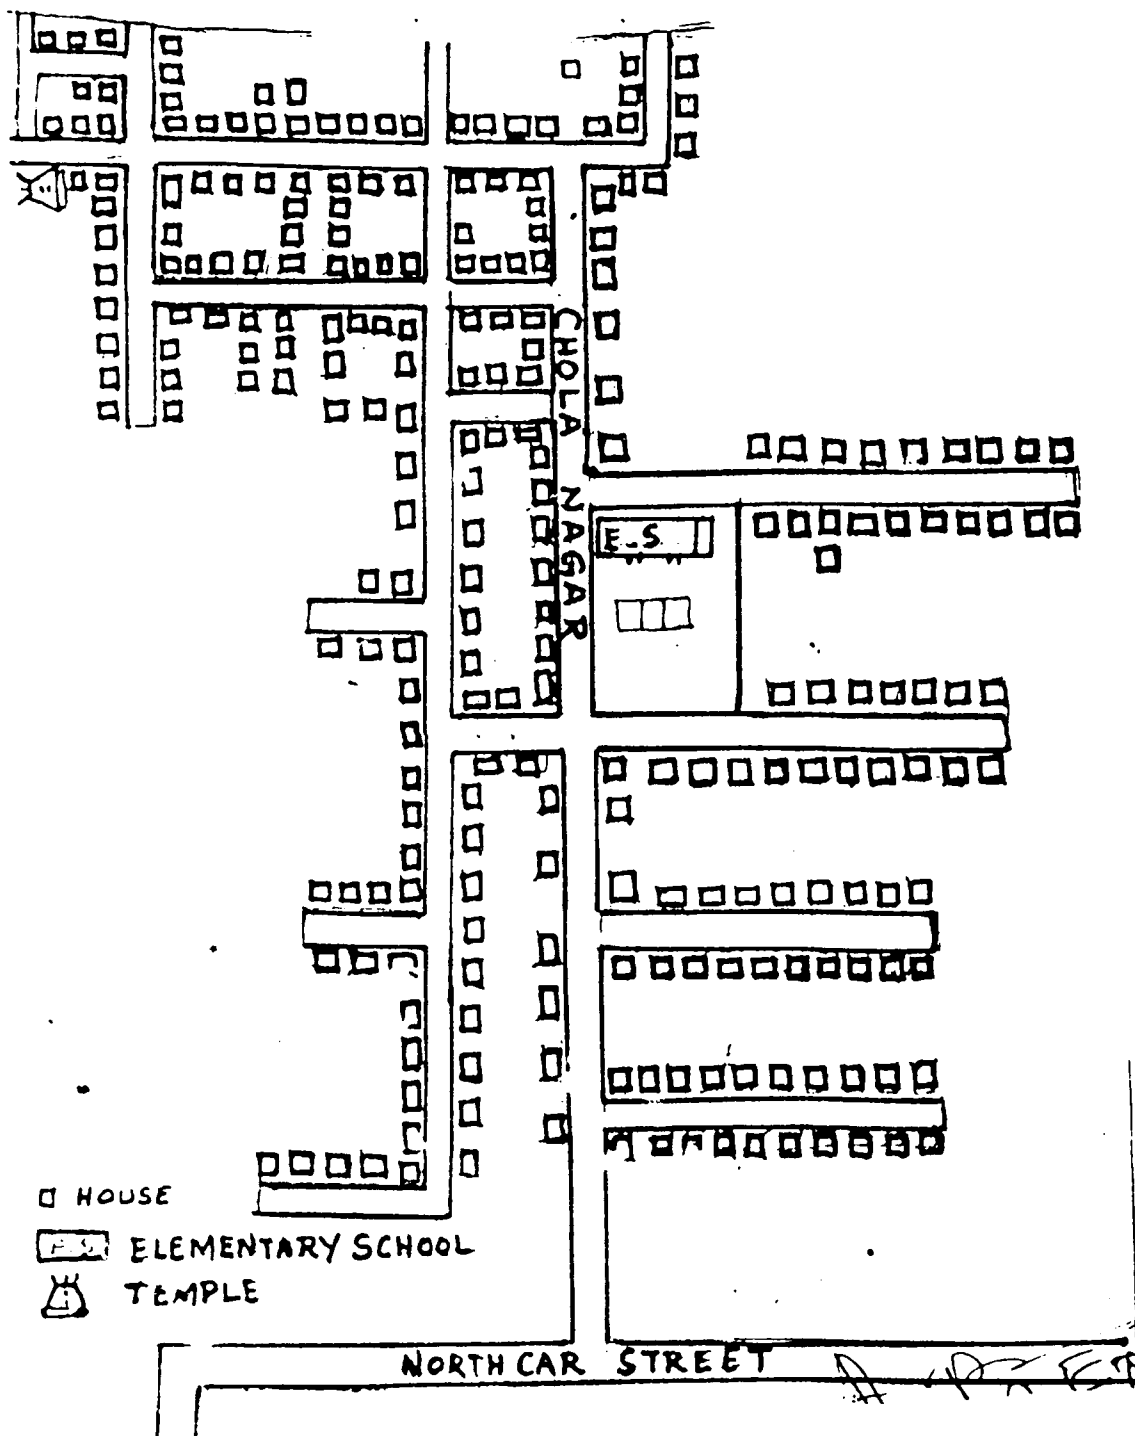 CHOLA NAGAR
E.S.
HOUSE
E.S ELEMENTARY SCHOOL
TEMPLE
NORTH CAR STREET